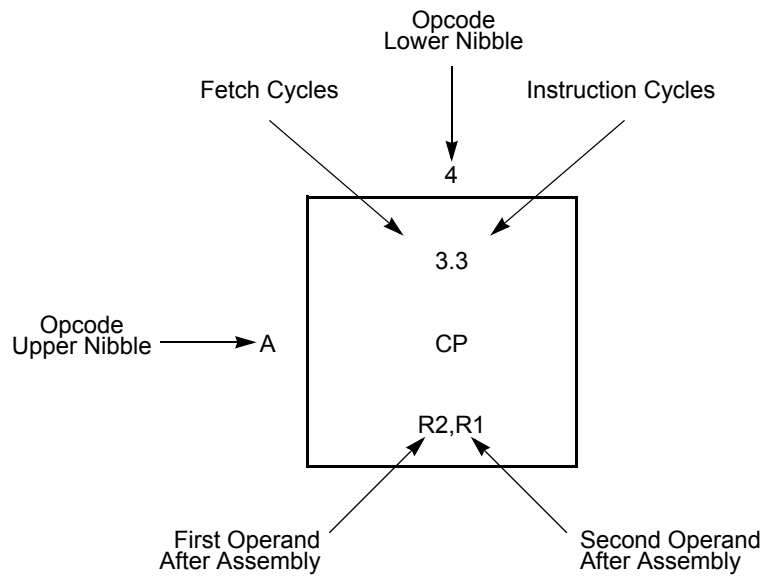 Opcode
Lower Nibble
Fetch Cycles
Instruction Cycles
4
3.3
Opcode
Upper Nibble
A
CP
R2,R1
First Operand
After Assembly
Second Operand
After Assembly